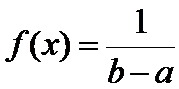 f(x) = 1/(b−a)